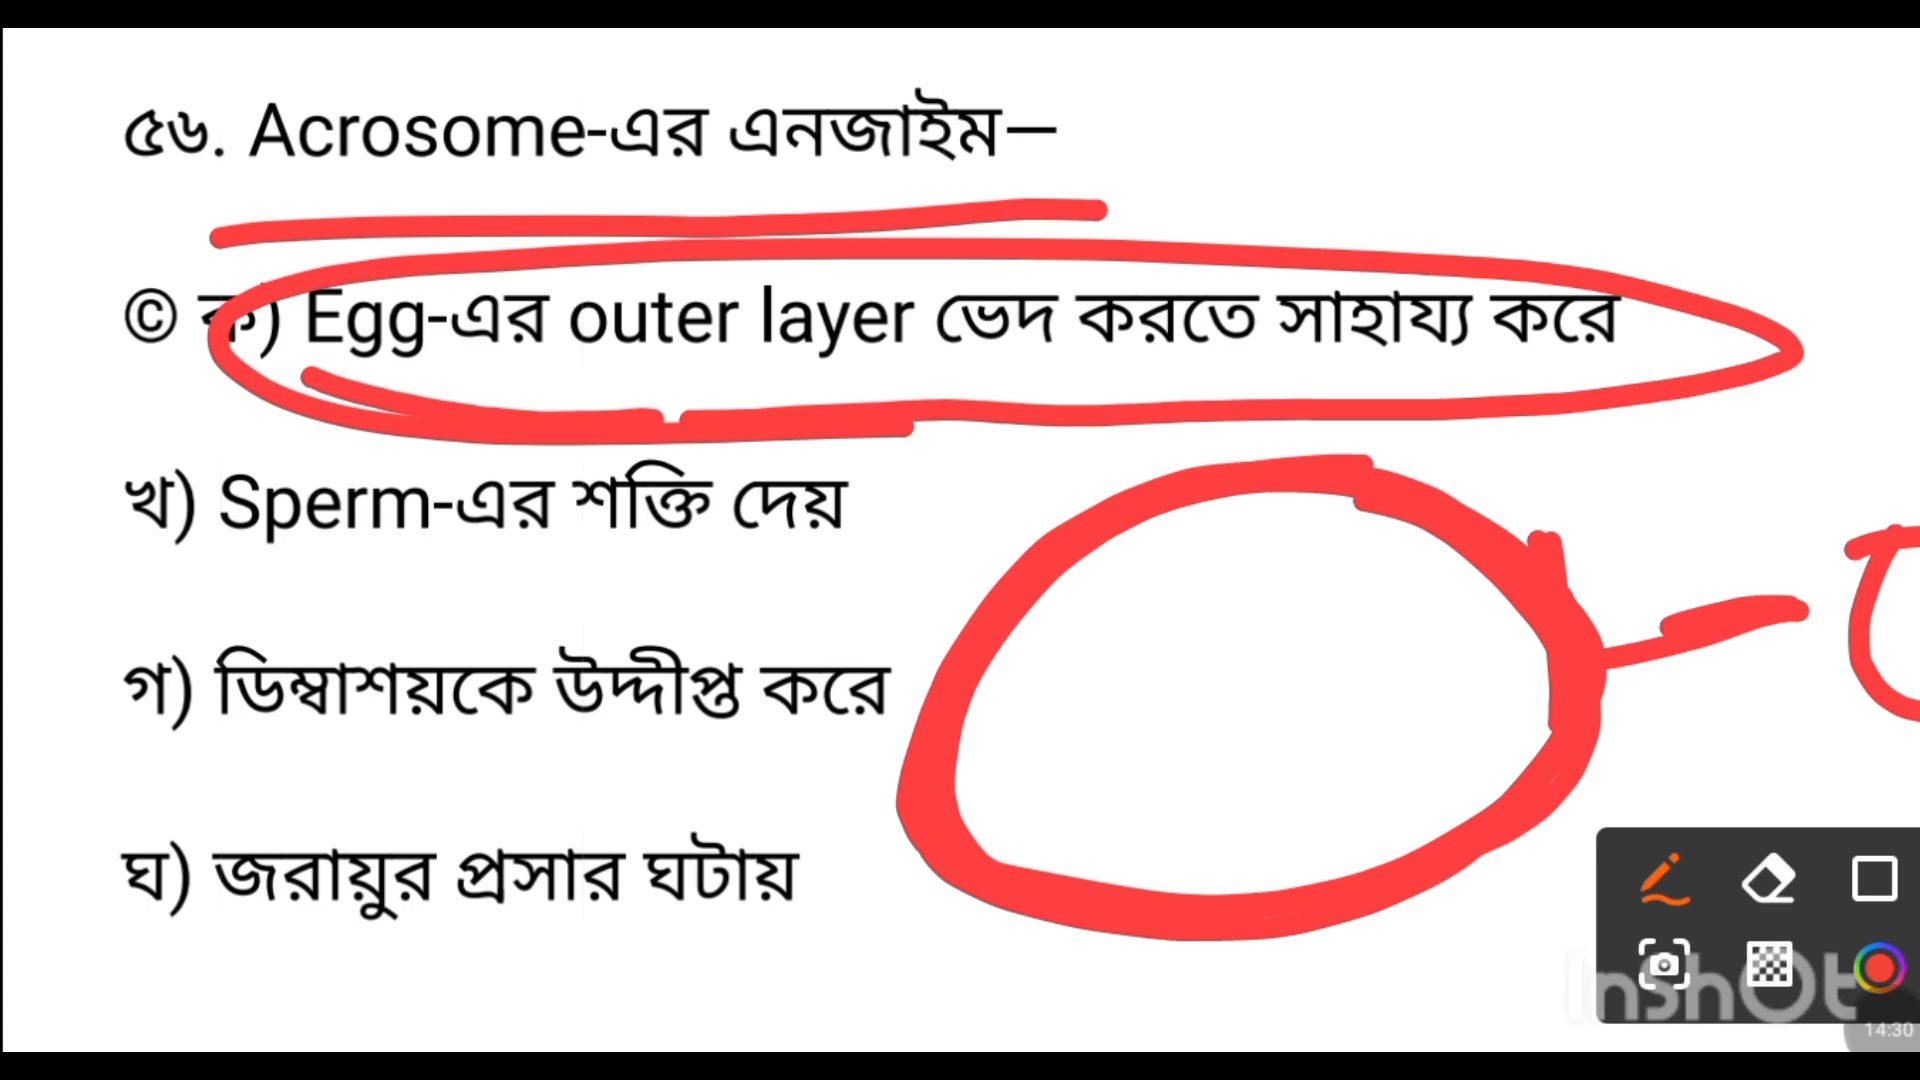 ৫৬. Acrosome-এর এনজাইম—
© ক) Egg-এর outer layer ভেদ করতে সাহায্য করে
খ) Sperm-এর শক্তি দেয়
গ) ডিম্বাশয়কে উদ্দীপ্ত করে
ঘ) জরায়ুর প্রসার ঘটায়
InShOt
14:30